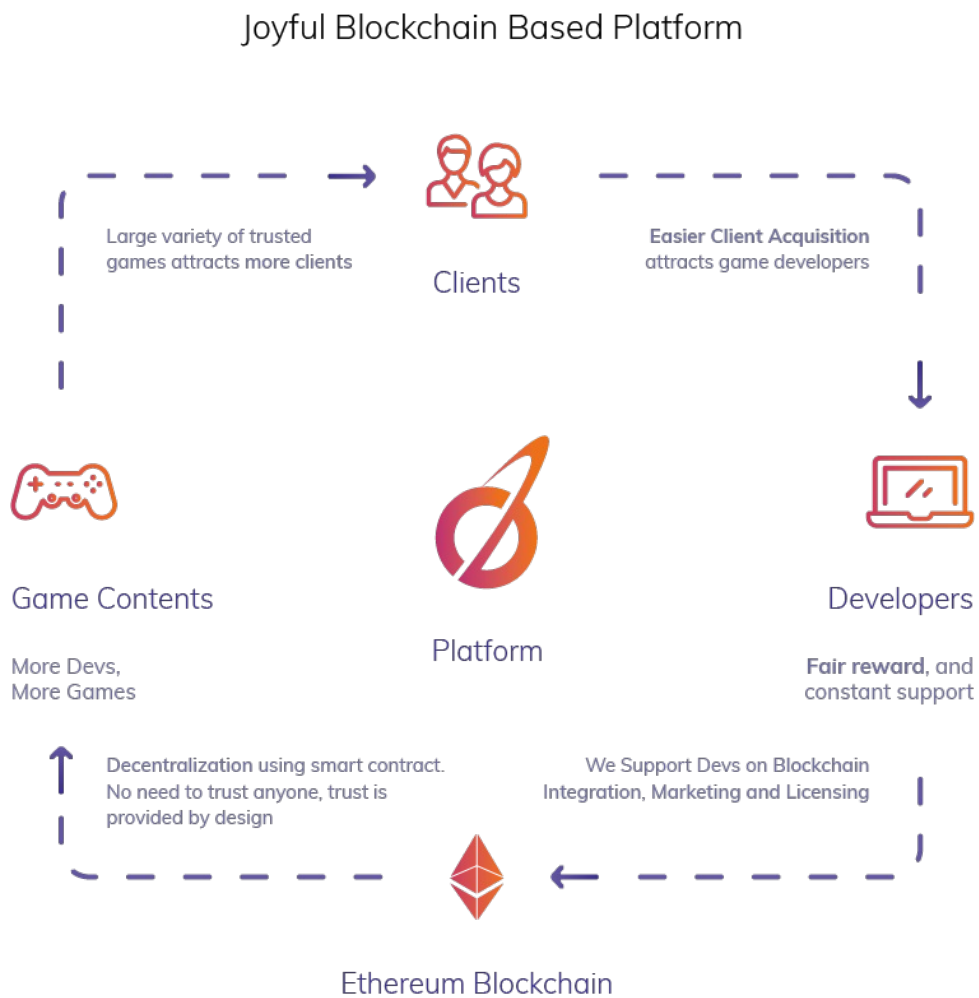 Joyful Blockchain Based Platform
Large variety of trusted
games attracts more clients
Clients
Easier Client Acquisition
attracts game developers
Game Contents
More Devs,
More Games
Platform
Developers
Fair reward, and
constant support
Decentralization using smart contract.
No need to trust anyone, trust is
provided by design
We Support Devs on Blockchain
Integration, Marketing and Licensing
Ethereum Blockchain